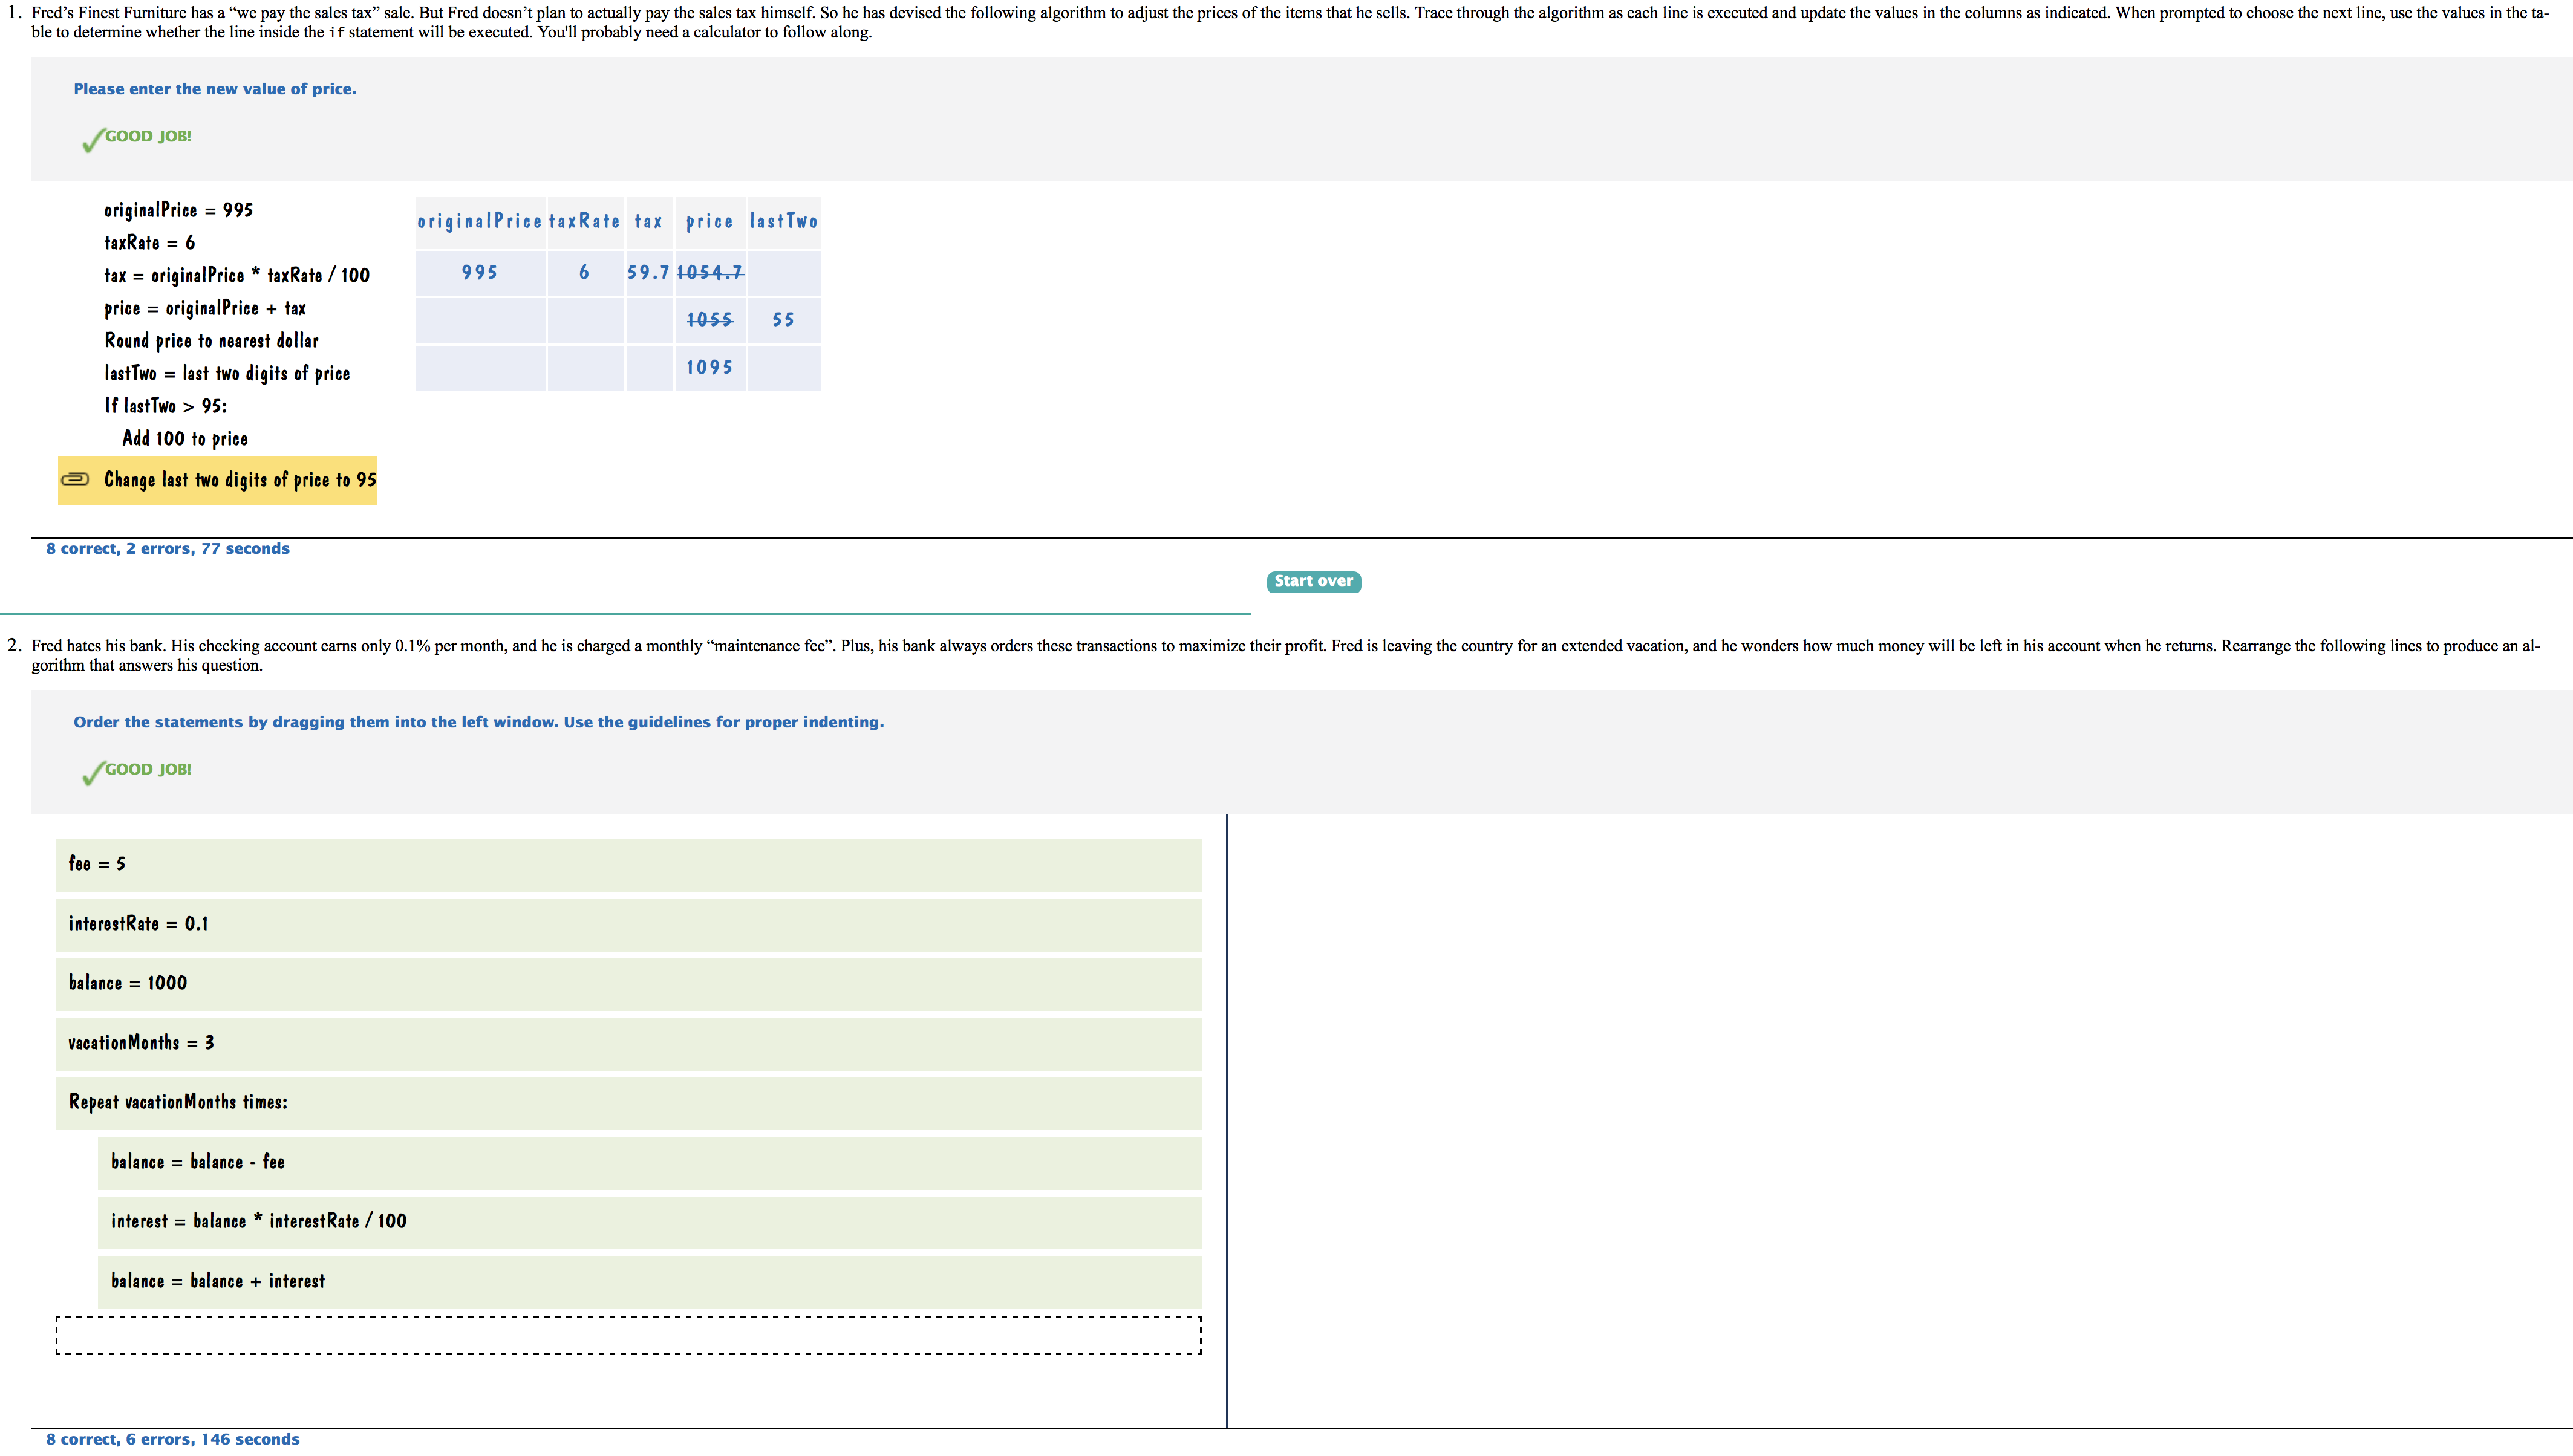 1. Fred’s Finest Furniture has a “we pay the sales tax” sale. But Fred doesn’t plan to actually pay the sales tax himself. So he has devised the following algorithm to adjust the prices of the items that he sells. Trace through the algorithm as each line is executed and update the values in the columns as indicated. When prompted to choose the next line, use the values in the ta-
ble to determine whether the line inside the if statement will be executed. You'll probably need a calculator to follow along.
Please enter the new value of price.
GOOD JOB!
originalPrice = 995
taxRate = 6
tax = originalPrice * taxRate / 100
price = originalPrice + tax
Round price to nearest dollar
lastTwo = last two digits of price
If lastTwo > 95:
Add 100 to price
Change last two digits of price to 95
originalPrice taxRate tax price lastTwo
995 6 59.7 1054.7
1055 55
1095
8 correct, 2 errors, 77 seconds
Start over
2. Fred hates his bank. His checking account earns only 0.1% per month, and he is charged a monthly “maintenance fee”. Plus, his bank always orders these transactions to maximize their profit. Fred is leaving the country for an extended vacation, and he wonders how much money will be left in his account when he returns. Rearrange the following lines to produce an al-
gorithm that answers his question.
Order the statements by dragging them into the left window. Use the guidelines for proper indenting.
GOOD JOB!
fee = 5
interestRate = 0.1
balance = 1000
vacationMonths = 3
Repeat vacationMonths times:
balance = balance - fee
interest = balance * interestRate / 100
balance = balance + interest
8 correct, 6 errors, 146 seconds